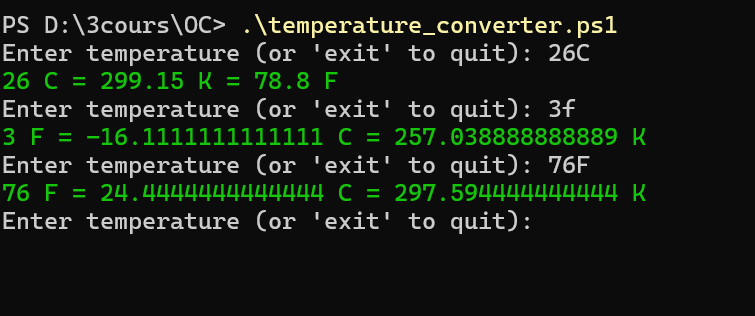 PS D:\3cours\OC> .\temperature_converter.ps1
Enter temperature (or 'exit' to quit): 26C
26 C = 299.15 K = 78.8 F
Enter temperature (or 'exit' to quit): 3f
3 F = -16.1111111111111 C = 257.038888888889 K
Enter temperature (or 'exit' to quit): 76F
76 F = 24.4444444444444 C = 297.594444444444 K
Enter temperature (or 'exit' to quit):